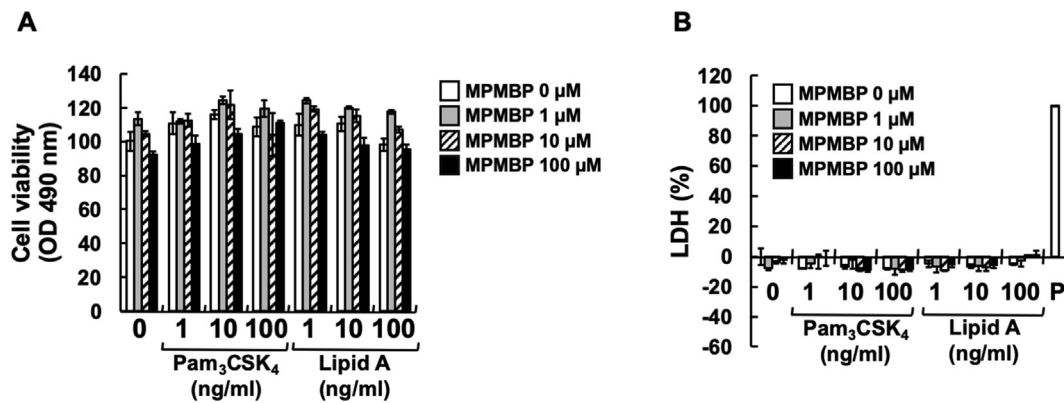 A
Cell viability
(OD 490 nm)
140
120
100
80
60
40
20
0
0 1 10 100 1 10 100
Pam₃CSK₄ Lipid A
(ng/ml) (ng/ml)
MPMBP 0 µM
MPMBP 1 µM
MPMBP 10 µM
MPMBP 100 µM
B
LDH (%)
120
100
80
60
40
20
0
-20
-40
-60
MPMBP 0 µM
MPMBP 1 µM
MPMBP 10 µM
MPMBP 100 µM
0 1 10 100 1 10 100 P
Pam₃CSK₄ Lipid A
(ng/ml) (ng/ml)